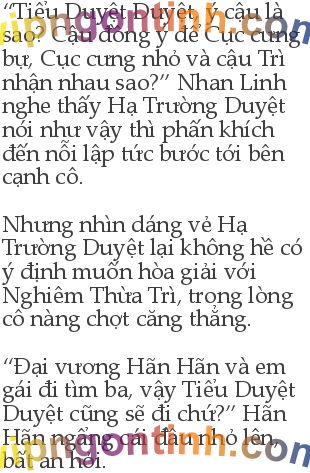 “Tiểu Duyệt Duyệt, ý cậu là
sao? Cậu đồng ý để Cục cưng
bự, Cục cưng nhỏ và cậu Trì
nhận nhau sao?” Nhan Linh
nghe thấy Hạ Trường Duyệt
nói như vậy thì phấn khích
đến nỗi lập tức bước tới bên
cạnh cô.
Nhưng nhìn dáng vẻ Hạ
Trường Duyệt lại không hề có
ý định muốn hòa giải với
Nghiêm Thừa Trì, trong lòng
cô nàng chợt căng thẳng.
“Đại vương Hãn Hãn và em
gái đi tìm ba, vậy Tiểu Duyệt
Duyệt cũng sẽ đi chứ?” Hãn
Hãn ngẩng cái đầu nhỏ lên,
bất an hỏi.
vipngontinh.com
vipngontinh.com